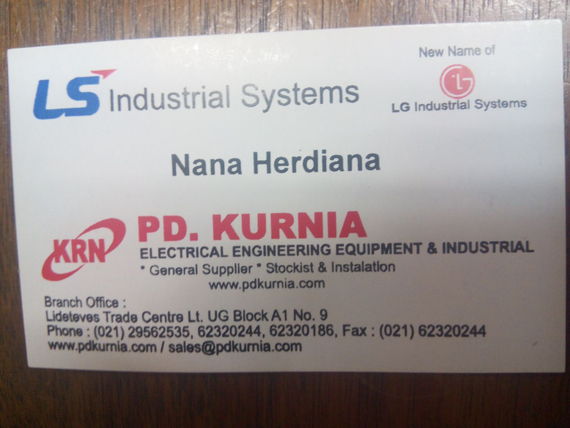 LS Industrial Systems
New Name of
LG
LG Industrial Systems
Nana Herdiana
KRN
PD. KURNIA
ELECTRICAL ENGINEERING EQUIPMENT & INDUSTRIAL
* General Supplier * Stockist & Instalation
www.pdkurnia.com
Branch Office :
Lideteves Trade Centre Lt. UG Block A1 No. 9
Phone : (021) 29562535, 62320244, 62320186, Fax : (021) 62320244
www.pdkurnia.com / sales@pdkurnia.com